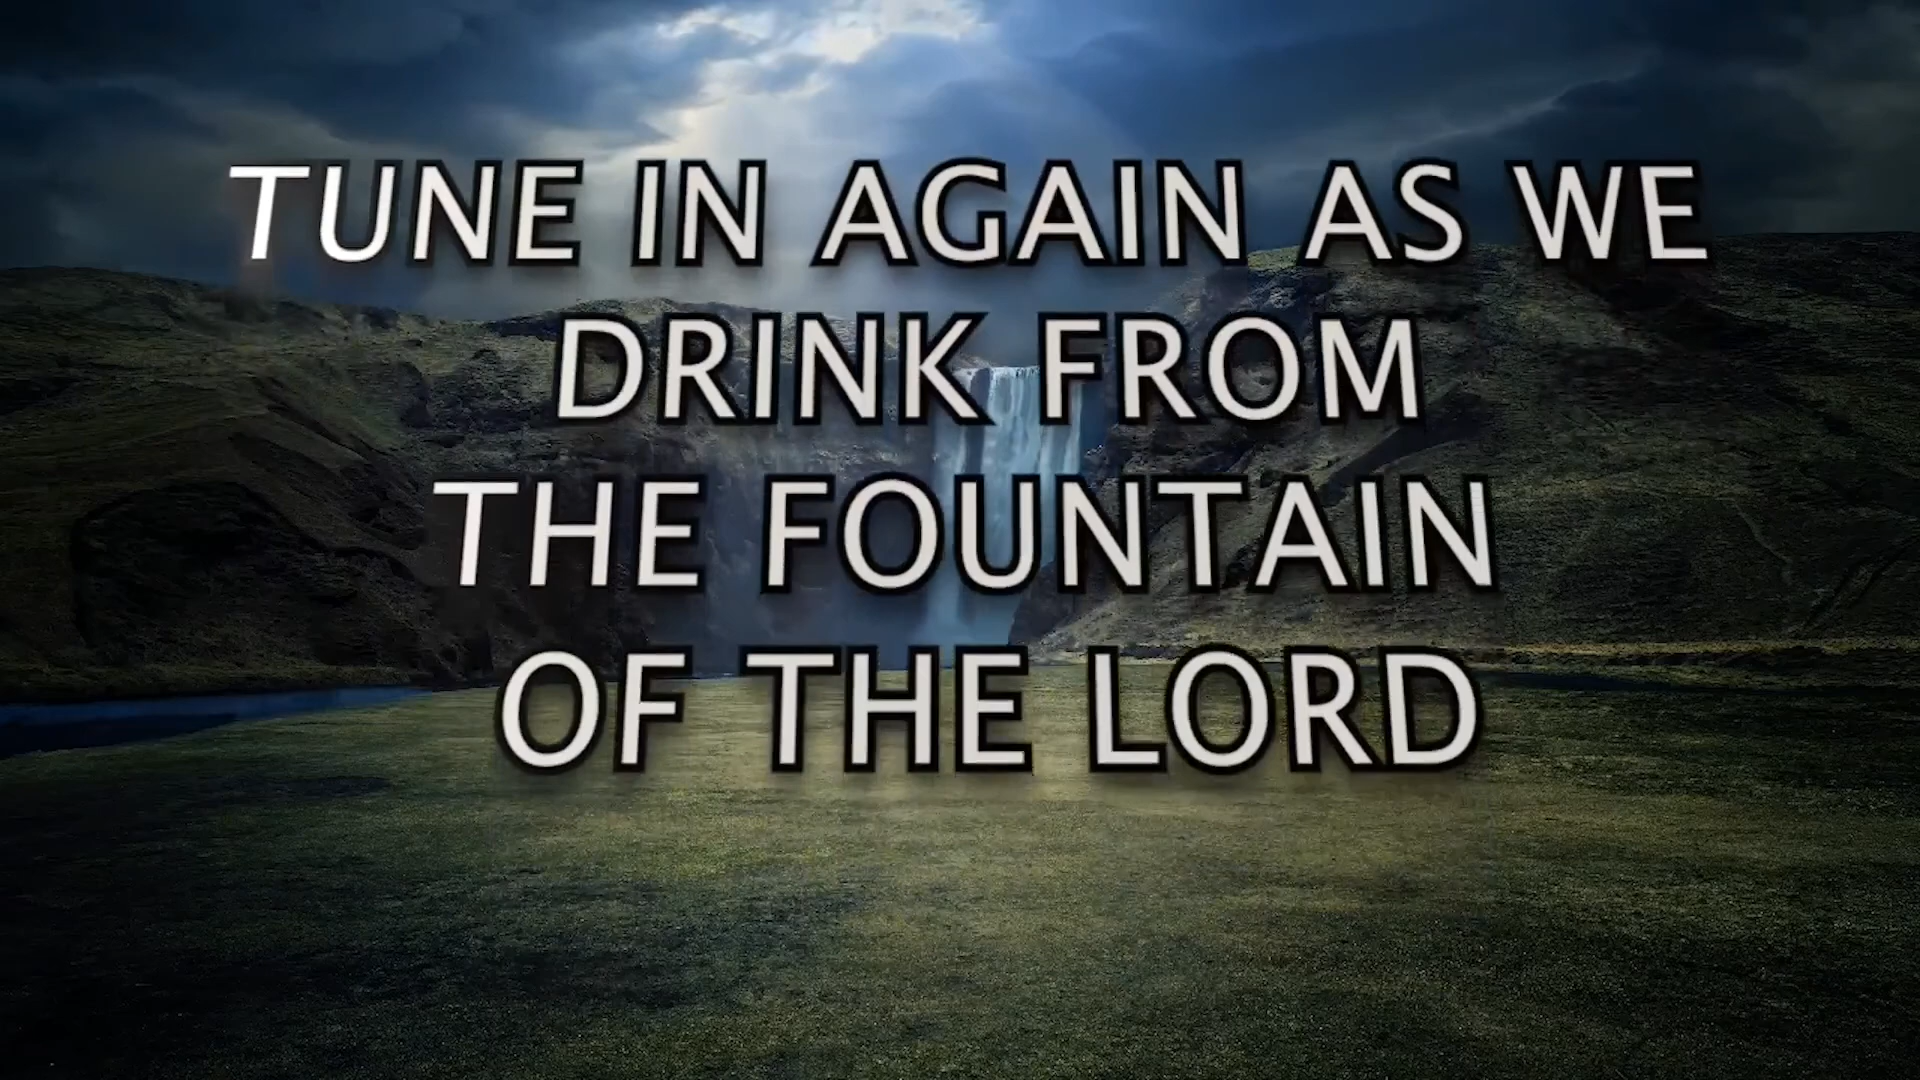 TUNE IN AGAIN AS WE
DRINK FROM
THE FOUNTAIN
OF THE LORD